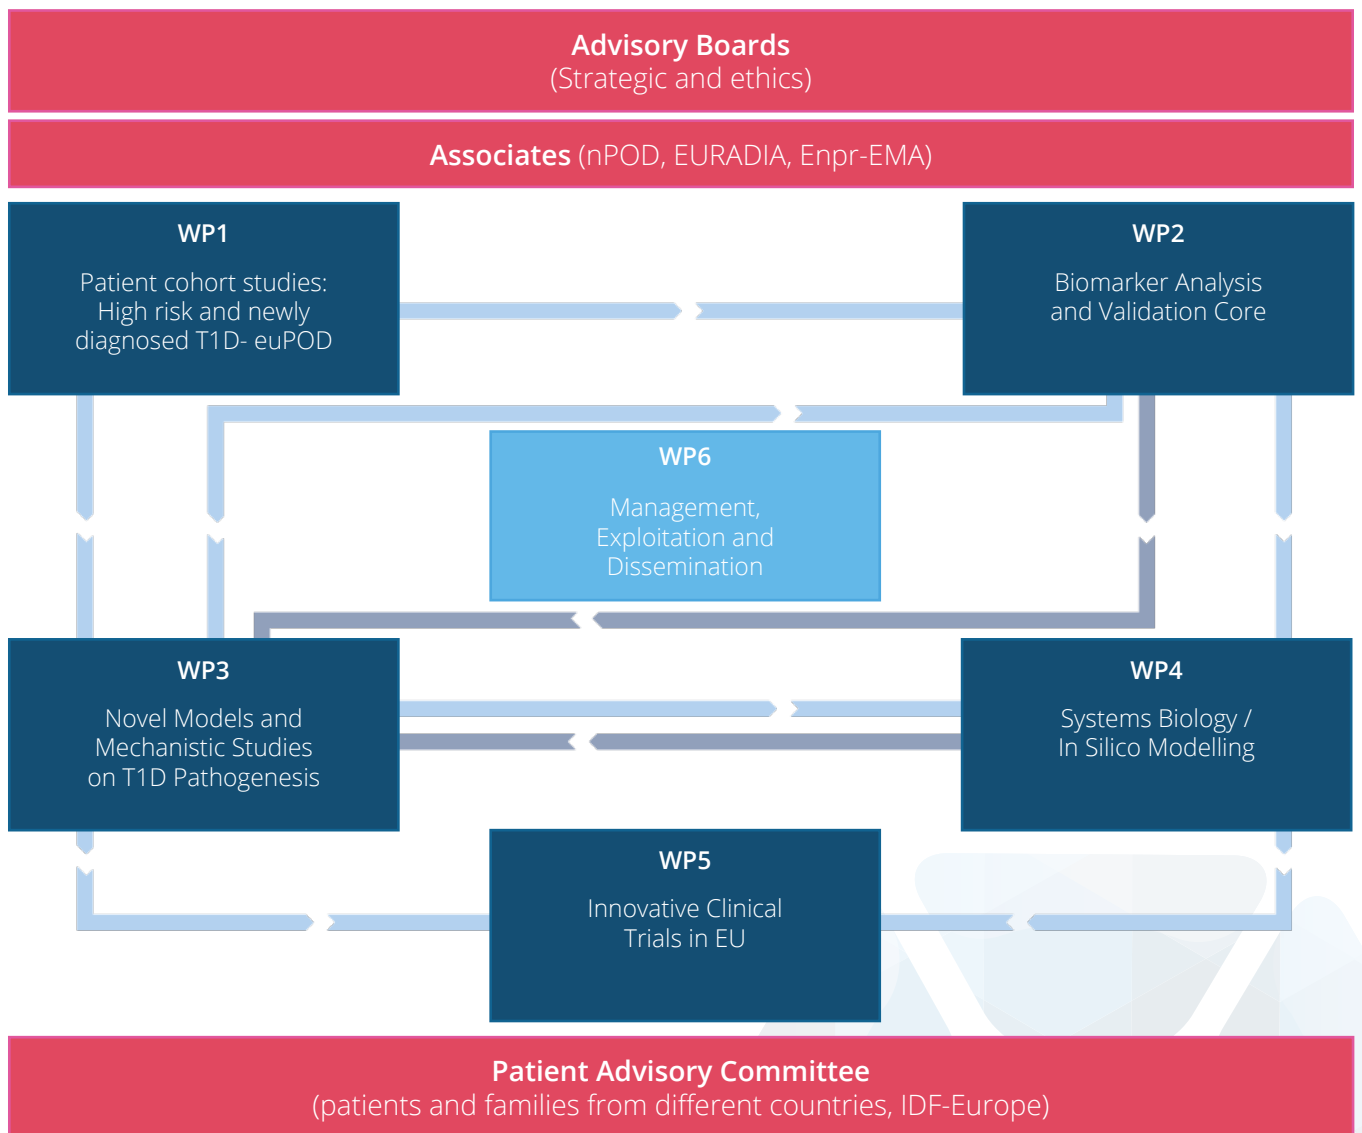 Advisory Boards
(Strategic and ethics)
Associates (nPOD, EURADIA, Enpr-EMA)
WP1
Patient cohort studies:
High risk and newly
diagnosed T1D- euPOD
WP2
Biomarker Analysis
and Validation Core
WP6
Management,
Exploitation and
Dissemination
WP3
Novel Models and
Mechanistic Studies
on T1D Pathogenesis
WP4
Systems Biology /
In Silico Modelling
WP5
Innovative Clinical
Trials in EU
Patient Advisory Committee
(patients and families from different countries, IDF-Europe)